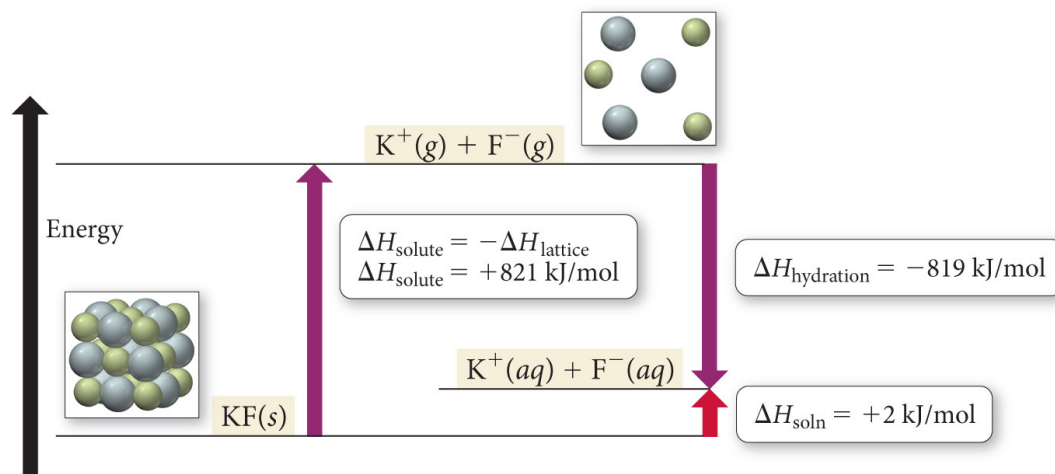 K⁺(g) + F⁻(g)
Energy
ΔH_solute = −ΔH_lattice
ΔH_solute = +821 kJ/mol
ΔH_hydration = −819 kJ/mol
K⁺(aq) + F⁻(aq)
KF(s)
ΔH_soln = +2 kJ/mol